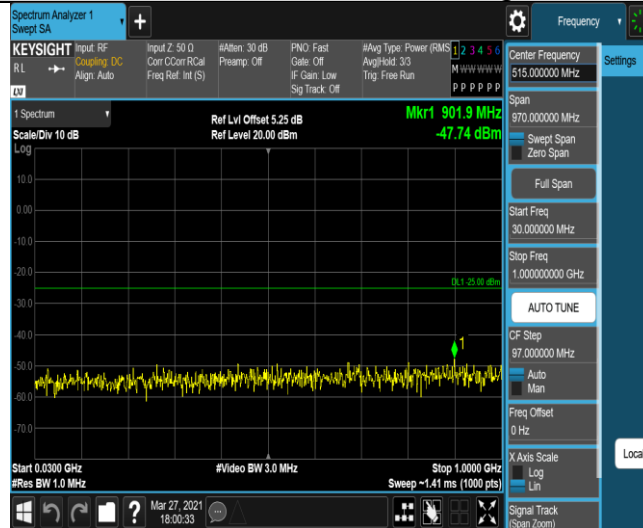 Spectrum Analyzer 1
Swept SA
Frequency
KEYSIGHT
RL
LXI
Input: RF
Coupling: DC
Align: Auto
Input Z: 50 Ω
Corr CCorr RCal
Freq Ref: Int (S)
#Atten: 30 dB
Preamp: Off
PNO: Fast
Gate: Off
IF Gain: Low
Sig Track: Off
#Avg Type: Power (RMS
Avg|Hold: 3/3
Trig: Free Run
1 2 3 4 5 6
M W W W W W
P P P P P P
1 Spectrum
Scale/Div 10 dB
Log
Ref Lvl Offset 5.25 dB
Ref Level 20.00 dBm
Mkr1 901.9 MHz
-47.74 dBm
10.0
0.00
-10.0
-20.0
-30.0
-40.0
-50.0
-60.0
-70.0
DL1 -25.00 dBm
1
Start 0.0300 GHz
#Res BW 1.0 MHz
#Video BW 3.0 MHz
Stop 1.0000 GHz
Sweep ~1.41 ms (1000 pts)
Mar 27, 2021
18:00:33
Center Frequency
515.000000 MHz
Span
970.000000 MHz
Swept Span
Zero Span
Full Span
Start Freq
30.000000 MHz
Stop Freq
1.000000000 GHz
AUTO TUNE
CF Step
97.000000 MHz
Auto
Man
Freq Offset
0 Hz
X Axis Scale
Log
Lin
Signal Track
(Span Zoom)
Settings
Loca